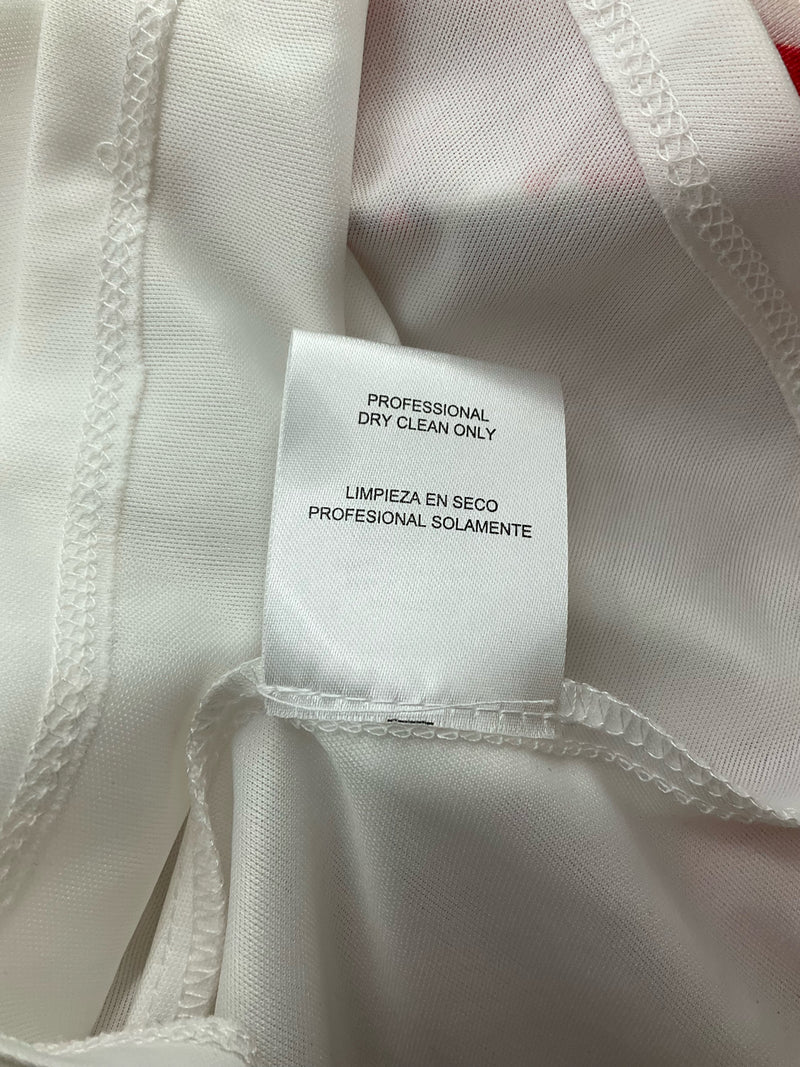 PROFESSIONAL
DRY CLEAN ONLY
LIMPIEZA EN SECO
PROFESIONAL SOLAMENTE